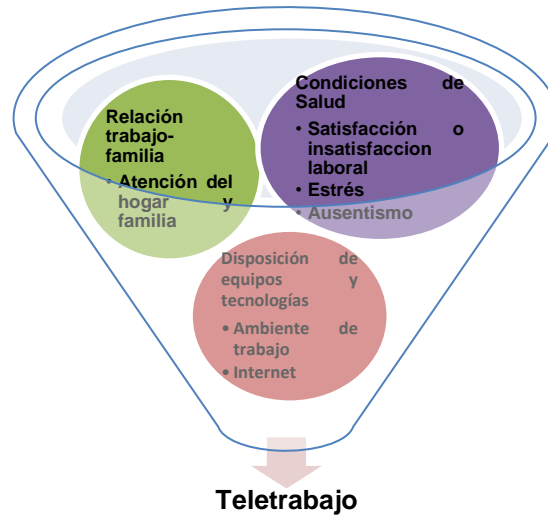 Relación
trabajo-
familia
• Atención del
hogar y
familia
Condiciones de
Salud
• Satisfacción o
insatisfaccion
laboral
• Estrés
• Ausentismo
Disposición de
equipos y
tecnologías
• Ambiente de
trabajo
• Internet
Teletrabajo